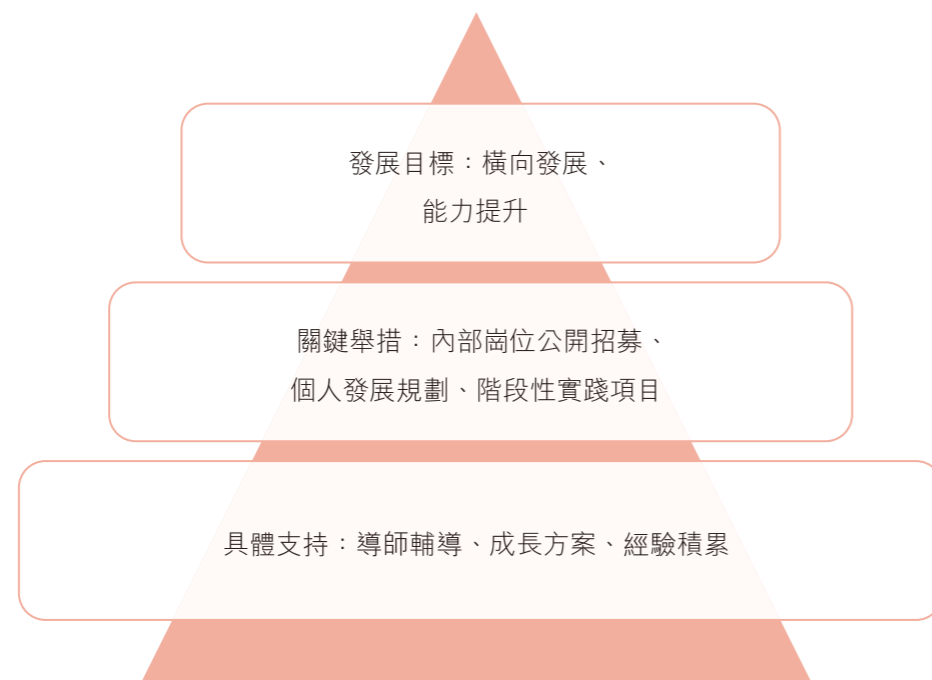 發展目標：橫向發展、
能力提升
關鍵舉措：內部崗位公開招募、
個人發展規劃、階段性實踐項目
具體支持：導師輔導、成長方案、經驗積累